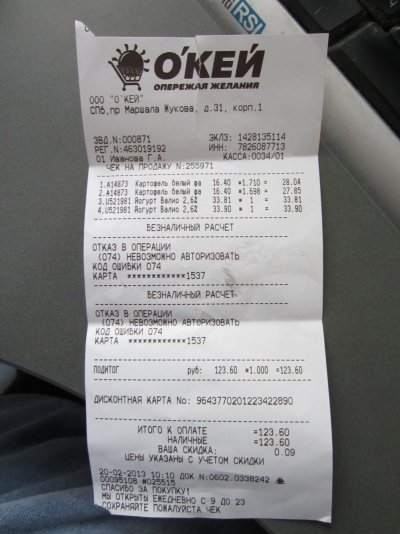 О'КЕЙ
ОПЕРЕЖАЯ ЖЕЛАНИЯ
ООО "О'КЕЙ"
СПб,пр Маршала Жукова, д.31, корп.1
ЗВД.N:000871 ЭКЛЗ: 1428135114
РЕГ.N:463019192 ИНН: 7826087713
01 Иванова Г.А. КАССА:0034/01
ЧЕК НА ПРОДАЖУ N:255971
1.А14873 Картофель белый фа 16.40 *1.710 = 28.04
2.А14873 Картофель белый фа 16.40 *1.698 = 27.85
3.U521981 Йогурт Валио 2,6% 33.81 * 1 = 33.81
4.U521981 Йогурт Валио 2,6% 33.90 * 1 = 33.90
БЕЗНАЛИЧНЫЙ РАСЧЕТ
ОТКАЗ В ОПЕРАЦИИ
(074) НЕВОЗМОЖНО АВТОРИЗОВАТЬ
КОД ОШИБКИ 074
КАРТА ************1537
БЕЗНАЛИЧНЫЙ РАСЧЕТ
ОТКАЗ В ОПЕРАЦИИ
(074) НЕВОЗМОЖНО АВТОРИЗОВАТЬ
КОД ОШИБКИ 074
КАРТА ************1537
ПОДИТОГ руб: 123.60 *1.000 =123.60
ДИСКОНТНАЯ КАРТА No: 9643770201223422890
ИТОГО К ОПЛАТЕ =123.60
НАЛИЧНЫЕ =123.60
ВАША СКИДКА: 0.09
ЦЕНЫ УКАЗАНЫ С УЧЕТОМ СКИДКИ
20-02-2013 10:10 ДОК N:0602.0338242
00095108 #025515
СПАСИБО ЗА ПОКУПКУ!
МЫ ОТКРЫТЫ ЕЖЕДНЕВНО С 9 ДО 23
СОХРАНЯЙТЕ ПОЖАЛУЙСТА ЧЕК